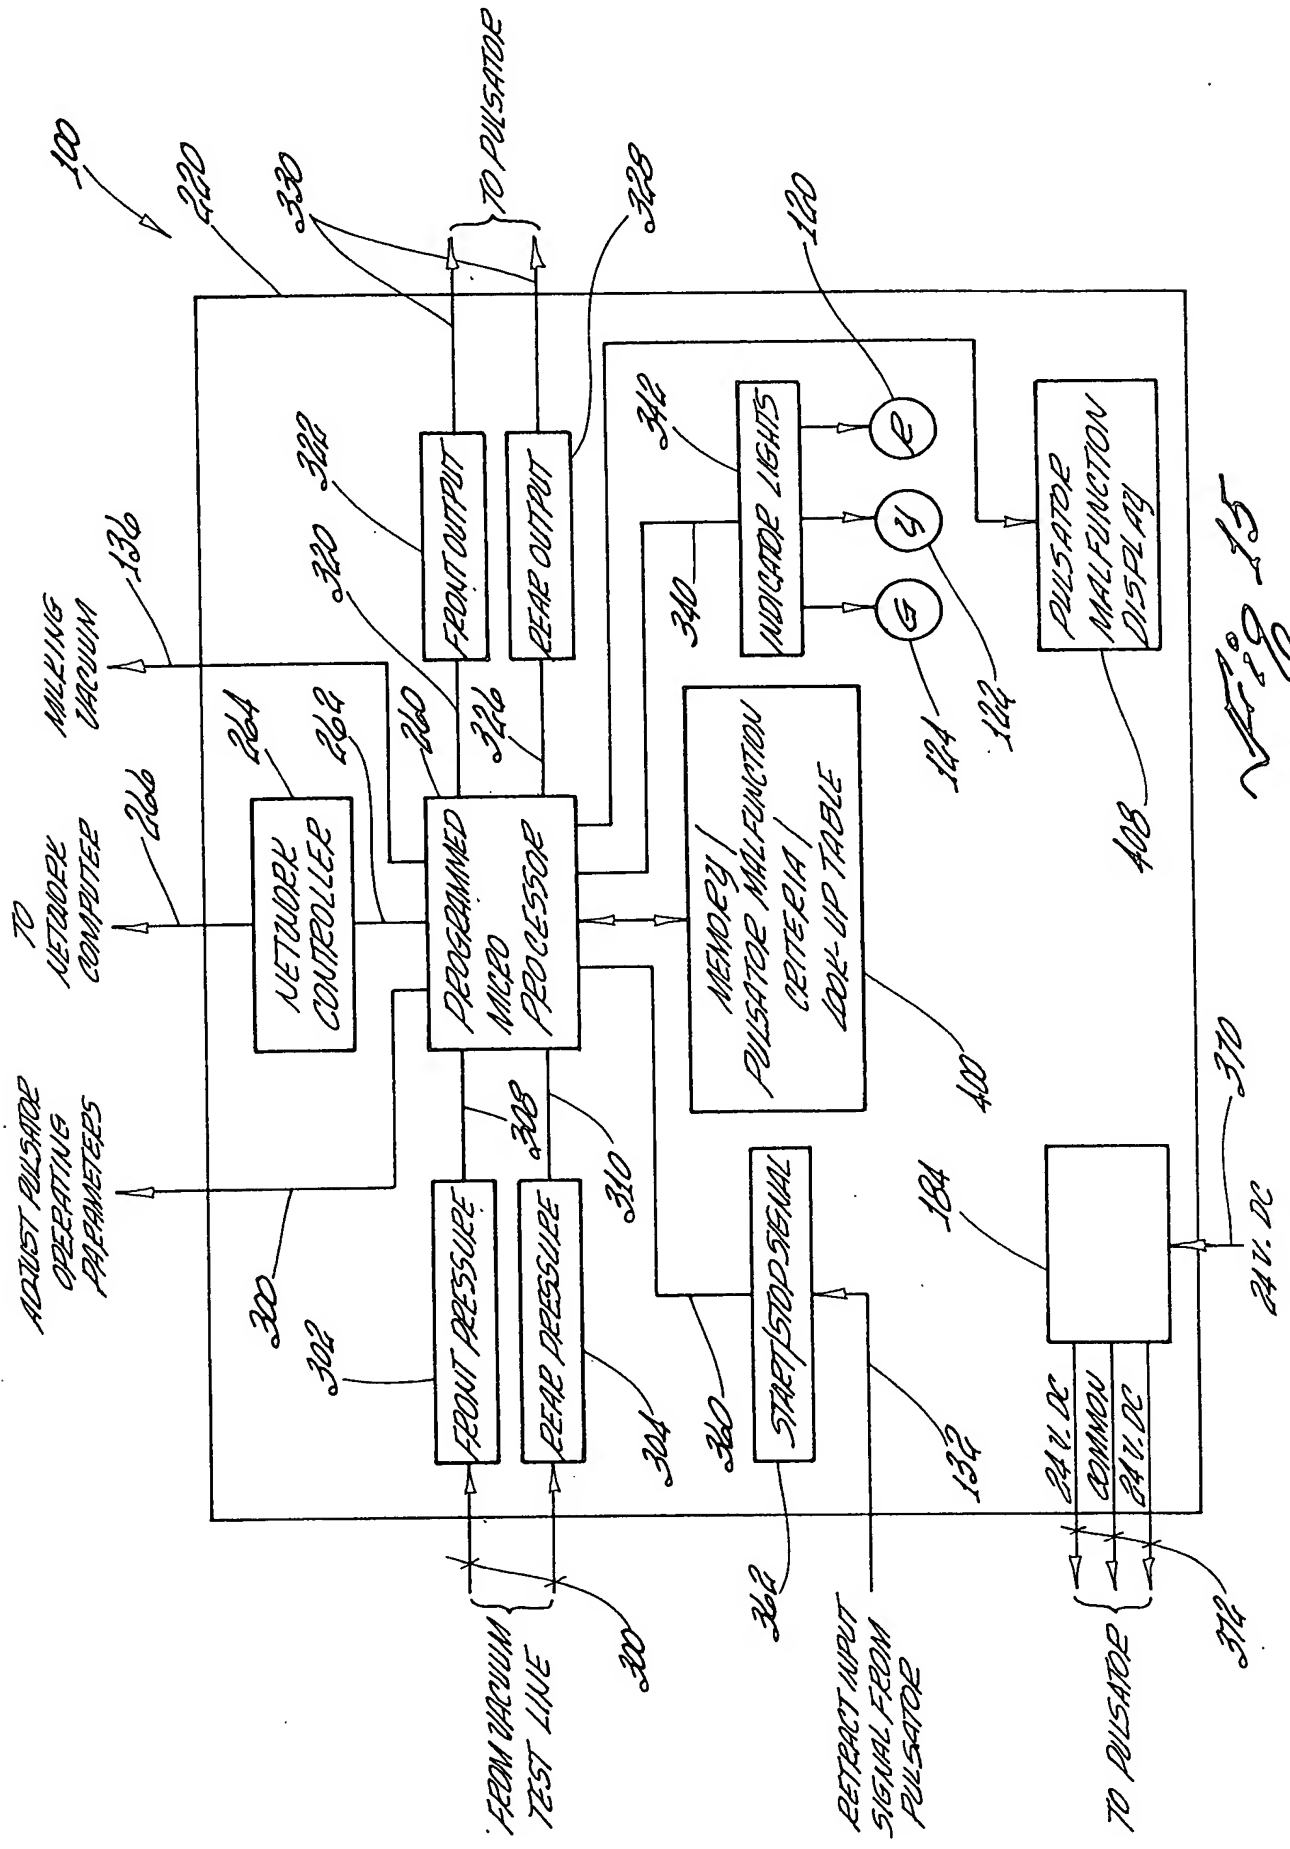 100
220
330
TO PULSATOR
328
120
322
320
FRONT OUTPUT
REAR OUTPUT
342
INDICATOR LIGHTS
R
Y
G
340
124
122
PULSATOR
MALFUNCTION
DISPLAY
408
MILKING
VACUUM
136
264
262
260
326
TO
NETWORK
COMPUTER
266
NETWORK
CONTROLLER
PROGRAMMED
MICRO
PROCESSOR
MEMORY/
PULSATOR MALFUNCTION
CRITERIA/
LOOK-UP TABLE
400
ADJUST PULSATOR
OPERATING
PARAMETERS
300
302
308
310
FRONT PRESSURE
REAR PRESSURE
304
360
START/STOP SIGNAL
362
132
184
370
24 V. DC
24 V. DC
COMMON
24 V. DC
372
FROM VACUUM
TEST LINE
300
RETRACT INPUT
SIGNAL FROM
PULSATOR
TO PULSATOR
Fig 15